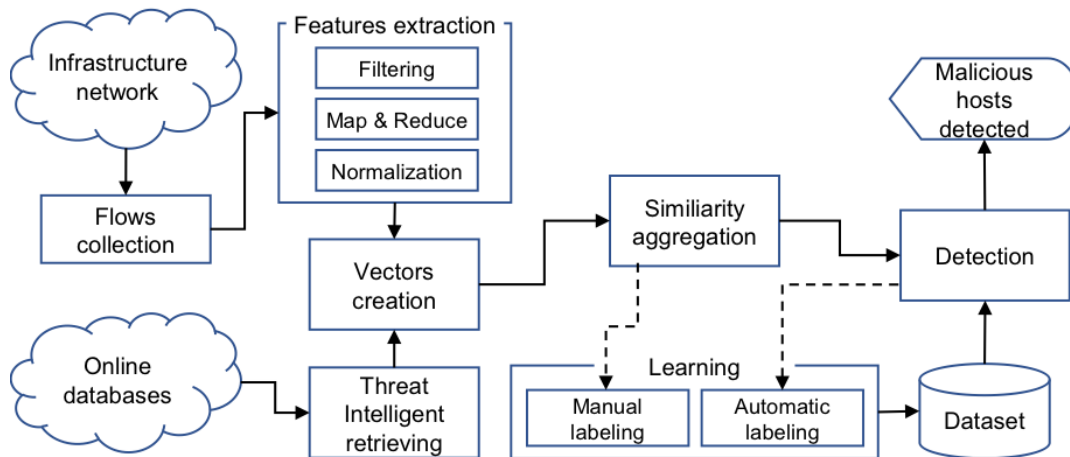 Infrastructure
network
Flows
collection
Features extraction
Filtering
Map & Reduce
Normalization
Vectors
creation
Online
databases
Threat
Intelligent
retrieving
Similiarity
aggregation
Learning
Manual
labeling
Automatic
labeling
Dataset
Detection
Malicious
hosts
detected